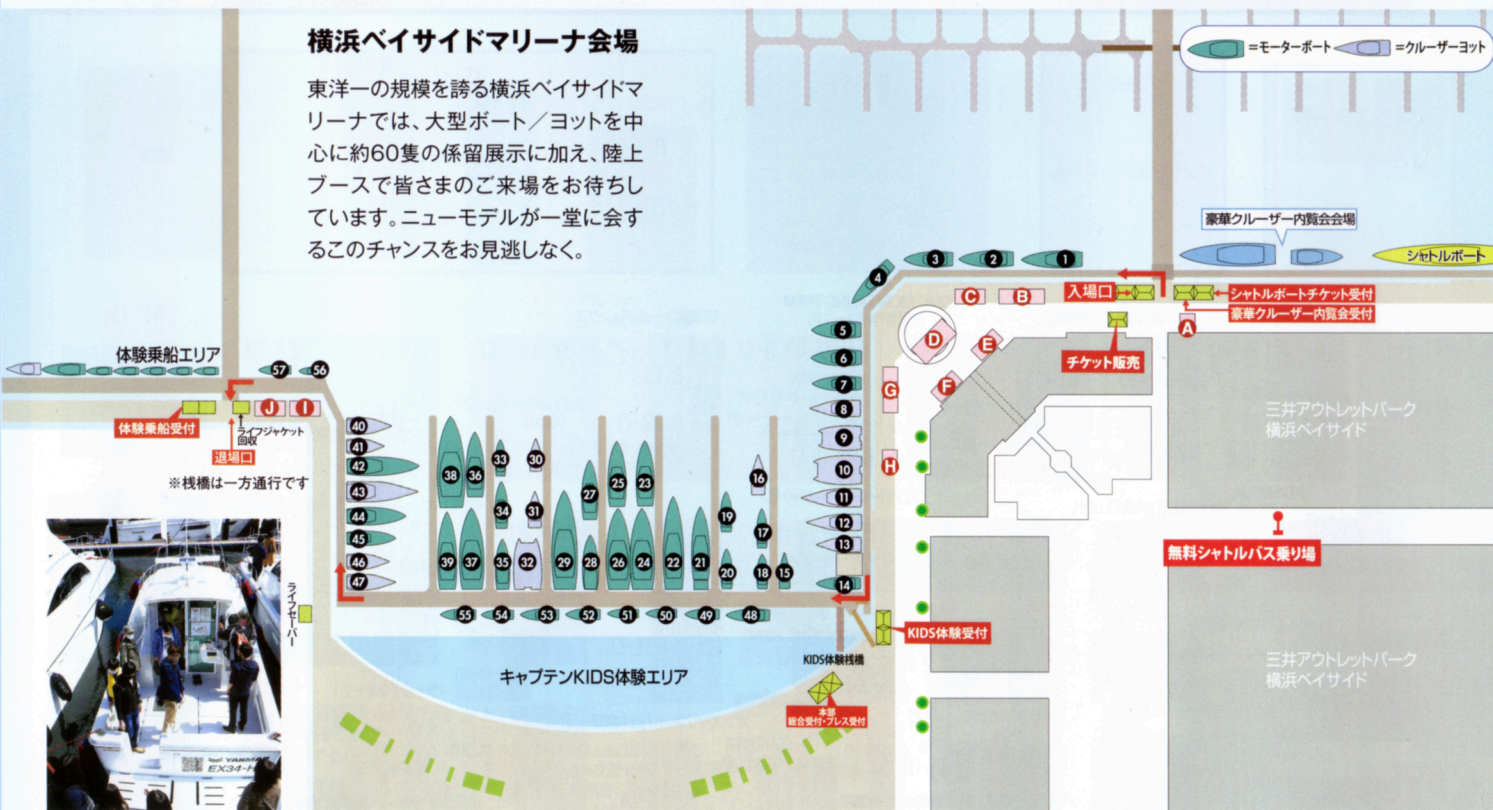 横浜ベイサイドマリーナ会場
東洋一の規模を誇る横浜ベイサイドマ
リーナでは、大型ボート／ヨットを中
心に約60隻の係留展示に加え、陸上
ブースで皆さまのご来場をお待ちし
ています。ニューモデルが一堂に会す
るこのチャンスをお見逃しなく。
=モーターボート
=クルーザーヨット
豪華クルーザー内覧会会場
シャトルボート
3
2
1
4
C
B
入場口
シャトルボートチケット受付
豪華クルーザー内覧会受付
A
チケット販売
D
E
F
G
H
5
6
7
8
9
10
11
12
13
14
三井アウトレットパーク
横浜ベイサイド
無料シャトルバス乗り場
三井アウトレットパーク
横浜ベイサイド
体験乗船エリア
57
56
J
I
体験乗船受付
ライフジャケット
回収
退場口
※桟橋は一方通行です
40
41
42
43
44
45
46
47
38
36
33
30
27
25
23
16
34
31
19
17
39
37
35
32
29
28
26
24
22
21
20
18
15
55
54
53
52
51
50
49
48
ライフセーバー
KIDS体験受付
KIDS体験桟橋
キャプテンKIDS体験エリア
本部
総合受付・プレス受付
YANMAR
EX34-H